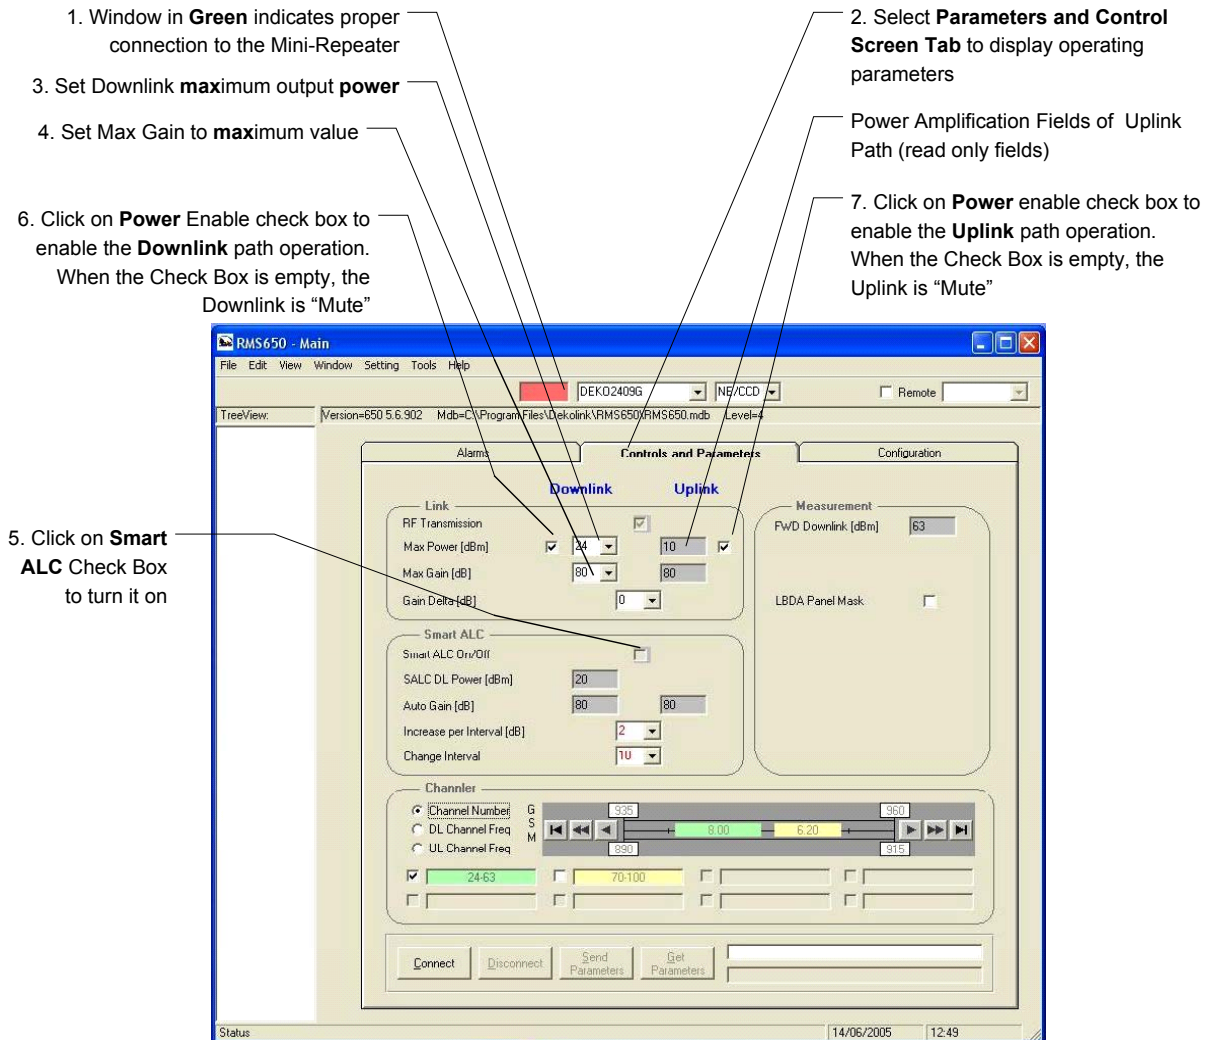 1. Window in Green indicates proper
connection to the Mini-Repeater
2. Select Parameters and Control
Screen Tab to display operating
parameters
3. Set Downlink maximum output power
4. Set Max Gain to maximum value
Power Amplification Fields of Uplink
Path (read only fields)
6. Click on Power Enable check box to
enable the Downlink path operation.
When the Check Box is empty, the
Downlink is “Mute”
7. Click on Power enable check box to
enable the Uplink path operation.
When the Check Box is empty, the
Uplink is “Mute”
5. Click on Smart
ALC Check Box
to turn it on
RMS650 - Main
File Edit View Window Setting Tools Help
DEKO2409G NE/CCD Remote
TreeView: Version=650 5.6.902 Mdb=C:\Program Files\Dekolink\RMS650\RMS650.mdb Level=4
Alarms Controls and Parameters Configuration
Downlink Uplink
Link
RF Transmission
Max Power [dBm] 24 10
Max Gain [dB] 80 80
Gain Delta [dB] 0
Measurement
FWD Downlink [dBm] 63
LBDA Panel Mask
Smart ALC
Smart ALC On/Off
SALC DL Power [dBm] 20
Auto Gain [dB] 80 80
Increase per Interval [dB] 2
Change Interval 10
Channler
Channel Number
DL Channel Freq
UL Channel Freq
G
S
M
935 960
8.00 6.20
890 915
24-63 70-100
Connect Disconnect Send Parameters Get Parameters
Status 14/06/2005 12:49